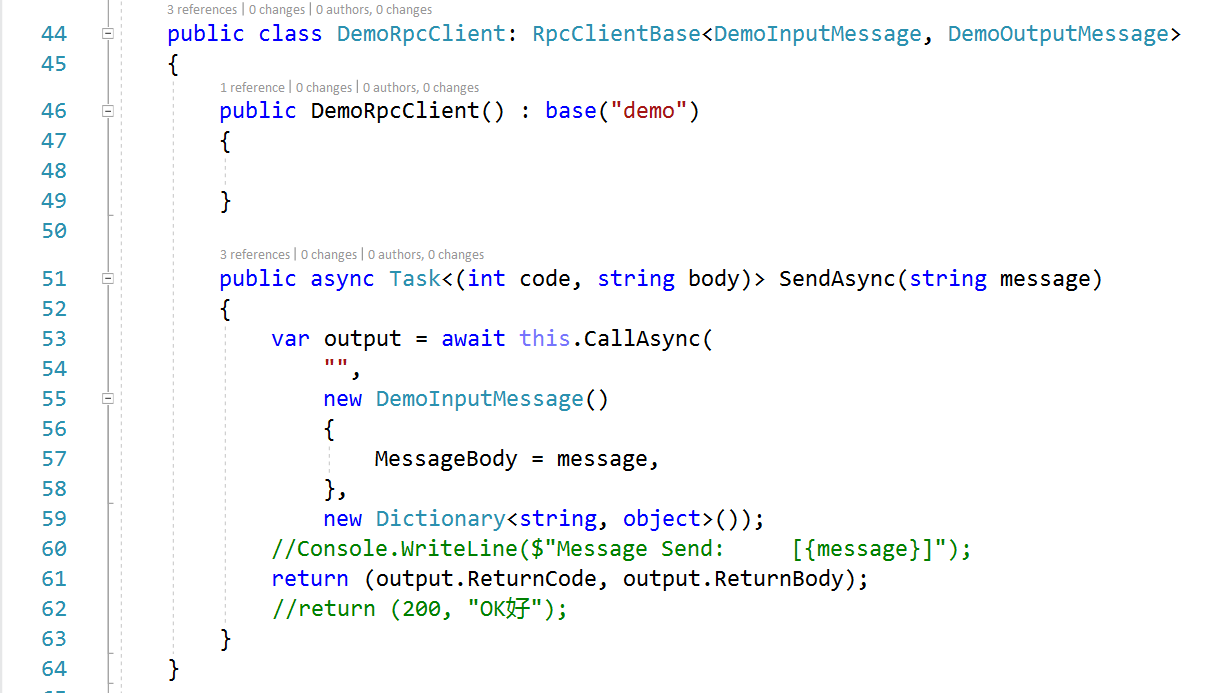 3 references | 0 changes | 0 authors, 0 changes
44 public class DemoRpcClient: RpcClientBase<DemoInputMessage, DemoOutputMessage>
45 {
1 reference | 0 changes | 0 authors, 0 changes
46 public DemoRpcClient() : base("demo")
47 {
48
49 }
50
3 references | 0 changes | 0 authors, 0 changes
51 public async Task<(int code, string body)> SendAsync(string message)
52 {
53 var output = await this.CallAsync(
54 "",
55 new DemoInputMessage()
56 {
57 MessageBody = message,
58 },
59 new Dictionary<string, object>());
60 //Console.WriteLine($"Message Send:     [{message}]");
61 return (output.ReturnCode, output.ReturnBody);
62 //return (200, "OK好");
63 }
64 }